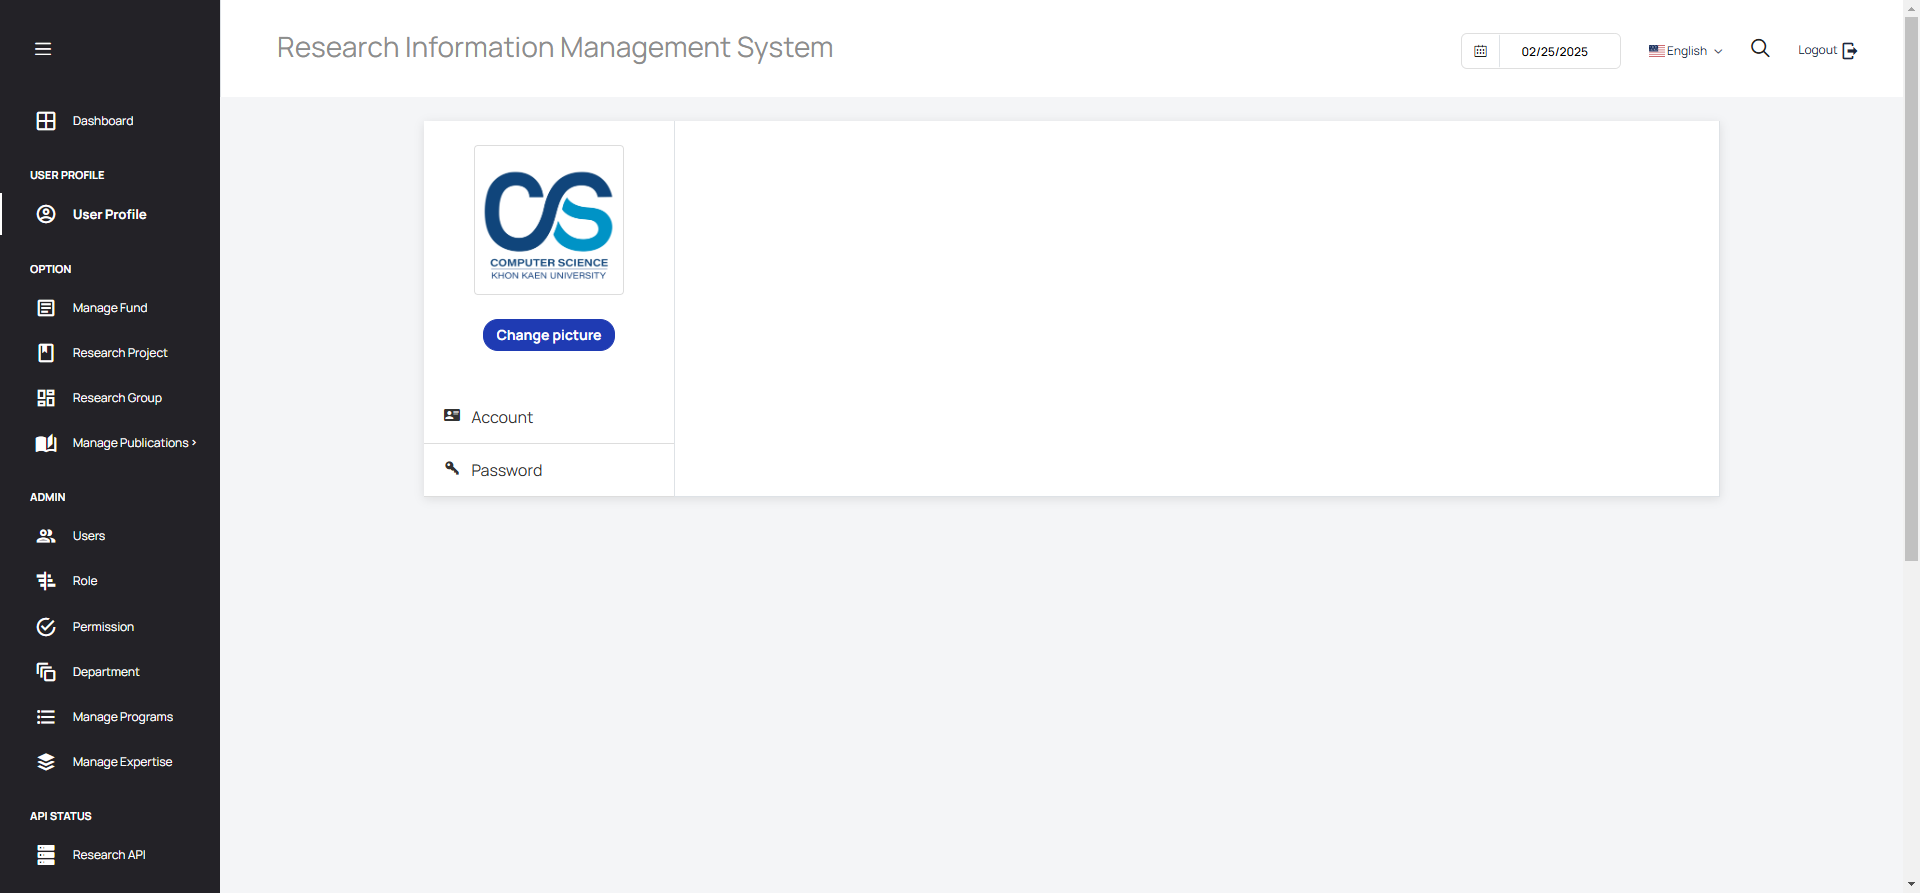 Research Information Management System
02/25/2025
English
Logout
Dashboard
USER PROFILE
User Profile
OPTION
Manage Fund
Research Project
Research Group
Manage Publications >
ADMIN
Users
Role
Permission
Department
Manage Programs
Manage Expertise
API STATUS
Research API
CS
COMPUTER SCIENCE
KHON KAEN UNIVERSITY
Change picture
Account
Password